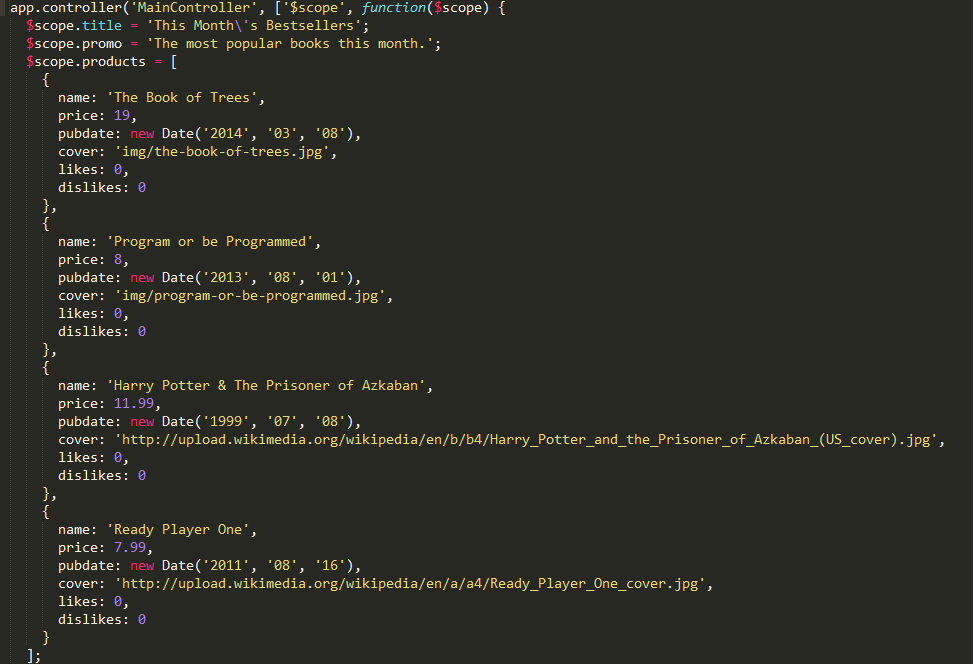 app.controller('MainController', ['$scope', function($scope) {
  $scope.title = 'This Month\'s Bestsellers';
  $scope.promo = 'The most popular books this month.';
  $scope.products = [
    {
      name: 'The Book of Trees',
      price: 19,
      pubdate: new Date('2014', '03', '08'),
      cover: 'img/the-book-of-trees.jpg',
      likes: 0,
      dislikes: 0
    },
    {
      name: 'Program or be Programmed',
      price: 8,
      pubdate: new Date('2013', '08', '01'),
      cover: 'img/program-or-be-programmed.jpg',
      likes: 0,
      dislikes: 0
    },
    {
      name: 'Harry Potter & The Prisoner of Azkaban',
      price: 11.99,
      pubdate: new Date('1999', '07', '08'),
      cover: 'http://upload.wikimedia.org/wikipedia/en/b/b4/Harry_Potter_and_the_Prisoner_of_Azkaban_(US_cover).jpg',
      likes: 0,
      dislikes: 0
    },
    {
      name: 'Ready Player One',
      price: 7.99,
      pubdate: new Date('2011', '08', '16'),
      cover: 'http://upload.wikimedia.org/wikipedia/en/a/a4/Ready_Player_One_cover.jpg',
      likes: 0,
      dislikes: 0
    }
  ];